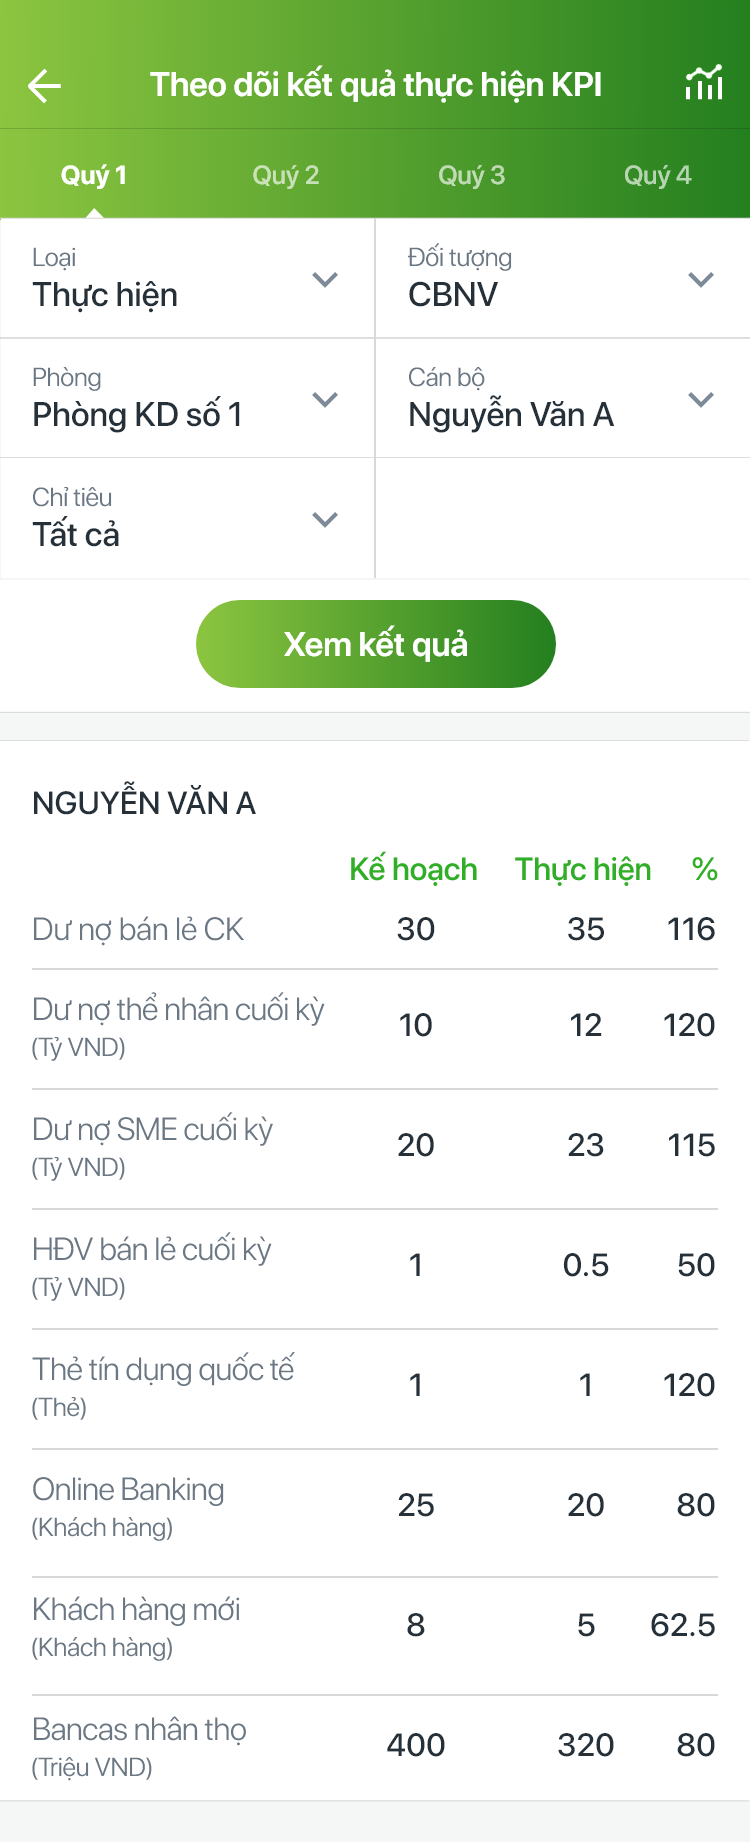 Theo dõi kết quả thực hiện KPI
Quý 1 Quý 2 Quý 3 Quý 4
Loại Đối tượng
Thực hiện CBNV
Phòng Cán bộ
Phòng KD số 1 Nguyễn Văn A
Chỉ tiêu
Tất cả
Xem kết quả
NGUYỄN VĂN A
Kế hoạch Thực hiện %
Dư nợ bán lẻ CK 30 35 116
Dư nợ thể nhân cuối kỳ 10 12 120
(Tỷ VND)
Dư nợ SME cuối kỳ 20 23 115
(Tỷ VND)
HĐV bán lẻ cuối kỳ 1 0.5 50
(Tỷ VND)
Thẻ tín dụng quốc tế 1 1 120
(Thẻ)
Online Banking 25 20 80
(Khách hàng)
Khách hàng mới 8 5 62.5
(Khách hàng)
Bancas nhân thọ 400 320 80
(Triệu VND)